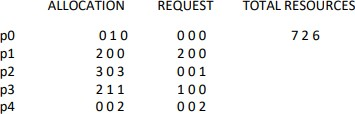 ALLOCATION REQUEST TOTAL RESOURCES
p0 0 1 0 0 0 0 7 2 6
p1 2 0 0 2 0 0
p2 3 0 3 0 0 1
p3 2 1 1 1 0 0
p4 0 0 2 0 0 2